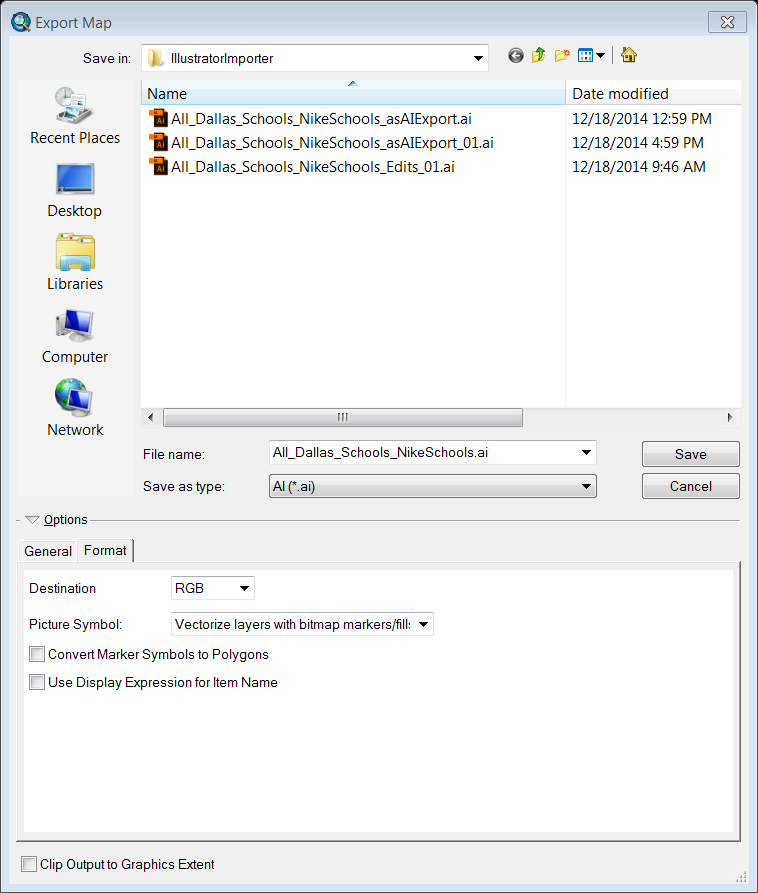 Export Map
Save in: IllustratorImporter
Name Date modified
All_Dallas_Schools_NikeSchools_asAIExport.ai 12/18/2014 12:59 PM
All_Dallas_Schools_NikeSchools_asAIExport_01.ai 12/18/2014 4:59 PM
All_Dallas_Schools_NikeSchools_Edits_01.ai 12/18/2014 9:46 AM
Recent Places
Desktop
Libraries
Computer
Network
File name: All_Dallas_Schools_NikeSchools.ai Save
Save as type: AI (*.ai) Cancel
Options
General Format
Destination RGB
Picture Symbol: Vectorize layers with bitmap markers/fills
Convert Marker Symbols to Polygons
Use Display Expression for Item Name
Clip Output to Graphics Extent